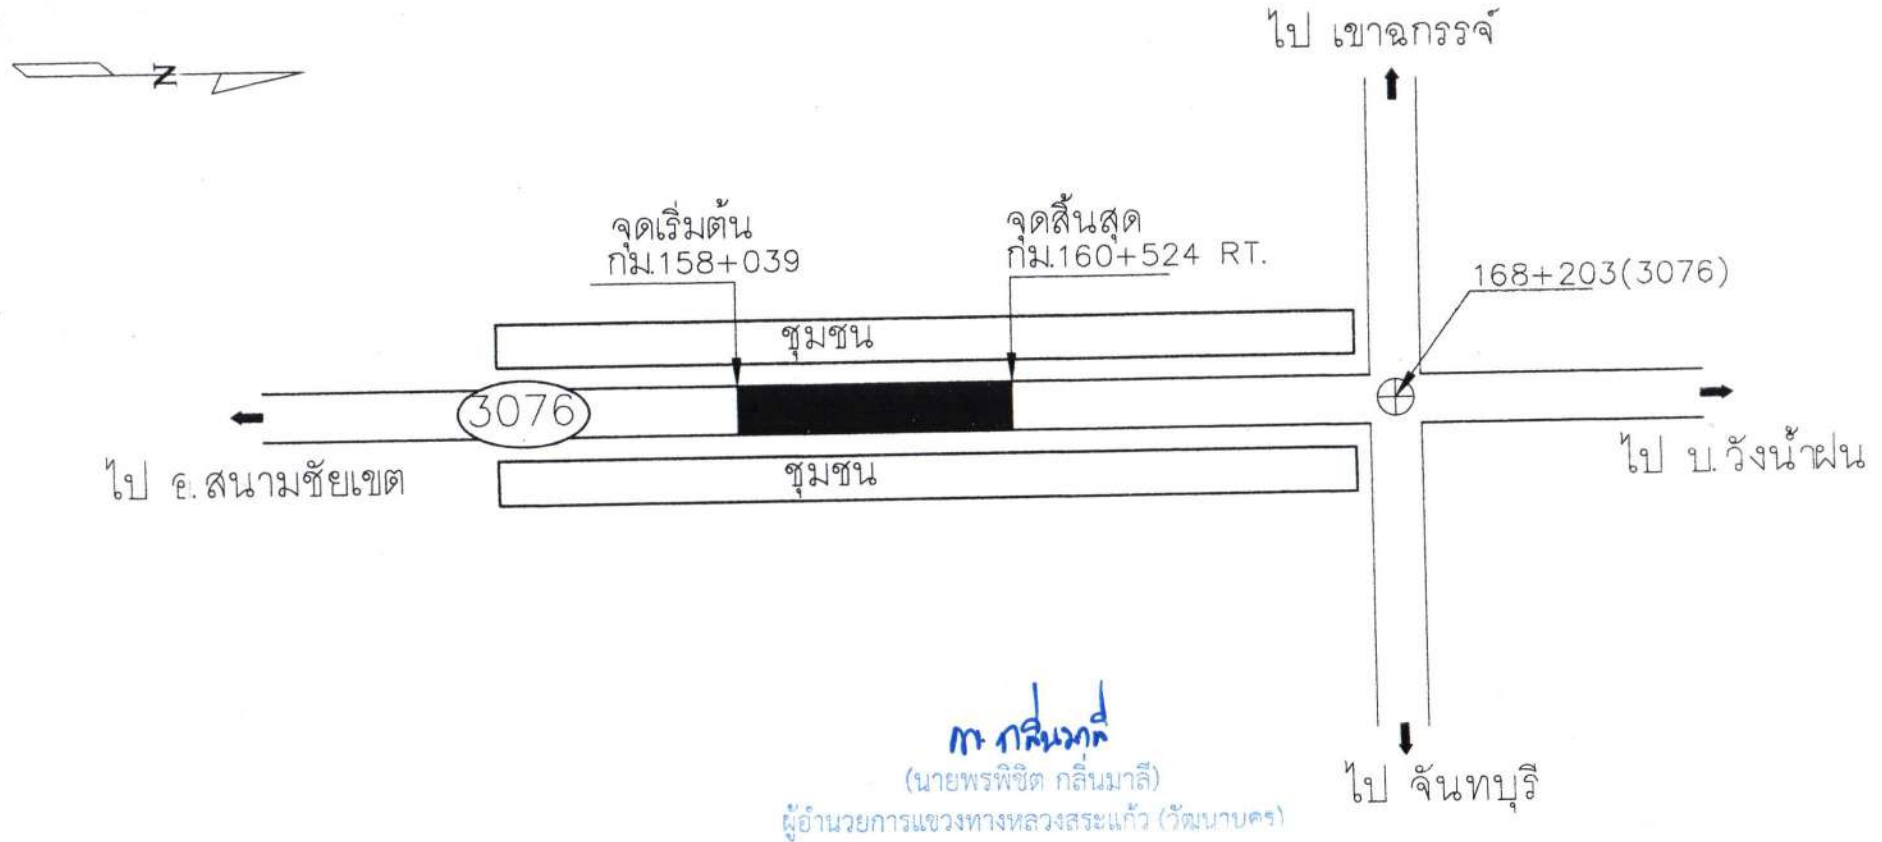 ไป เขาฉกรรจ์
N
จุดเริ่มต้น
กม.158+039
จุดสิ้นสุด
กม.160+524 RT.
168+203(3076)
ชุมชน
3076
ไป อ.สนามชัยเขต
ไป บ.วังน้ำฝน
ชุมชน
ไป จันทบุรี
(นายพรพิชิต กลิ่นมาลี)
ผู้อำนวยการแขวงทางหลวงสระแก้ว (วัฒนานคร)